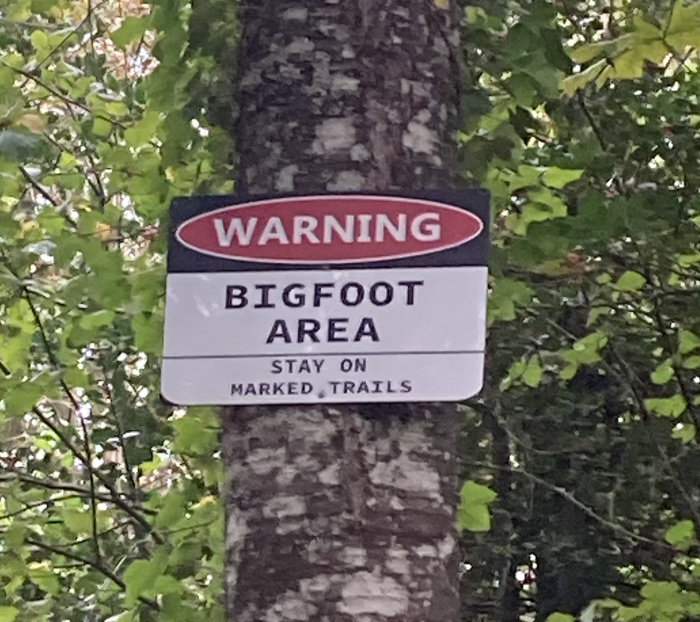 WARNING
BIGFOOT
AREA
STAY ON
MARKED TRAILS